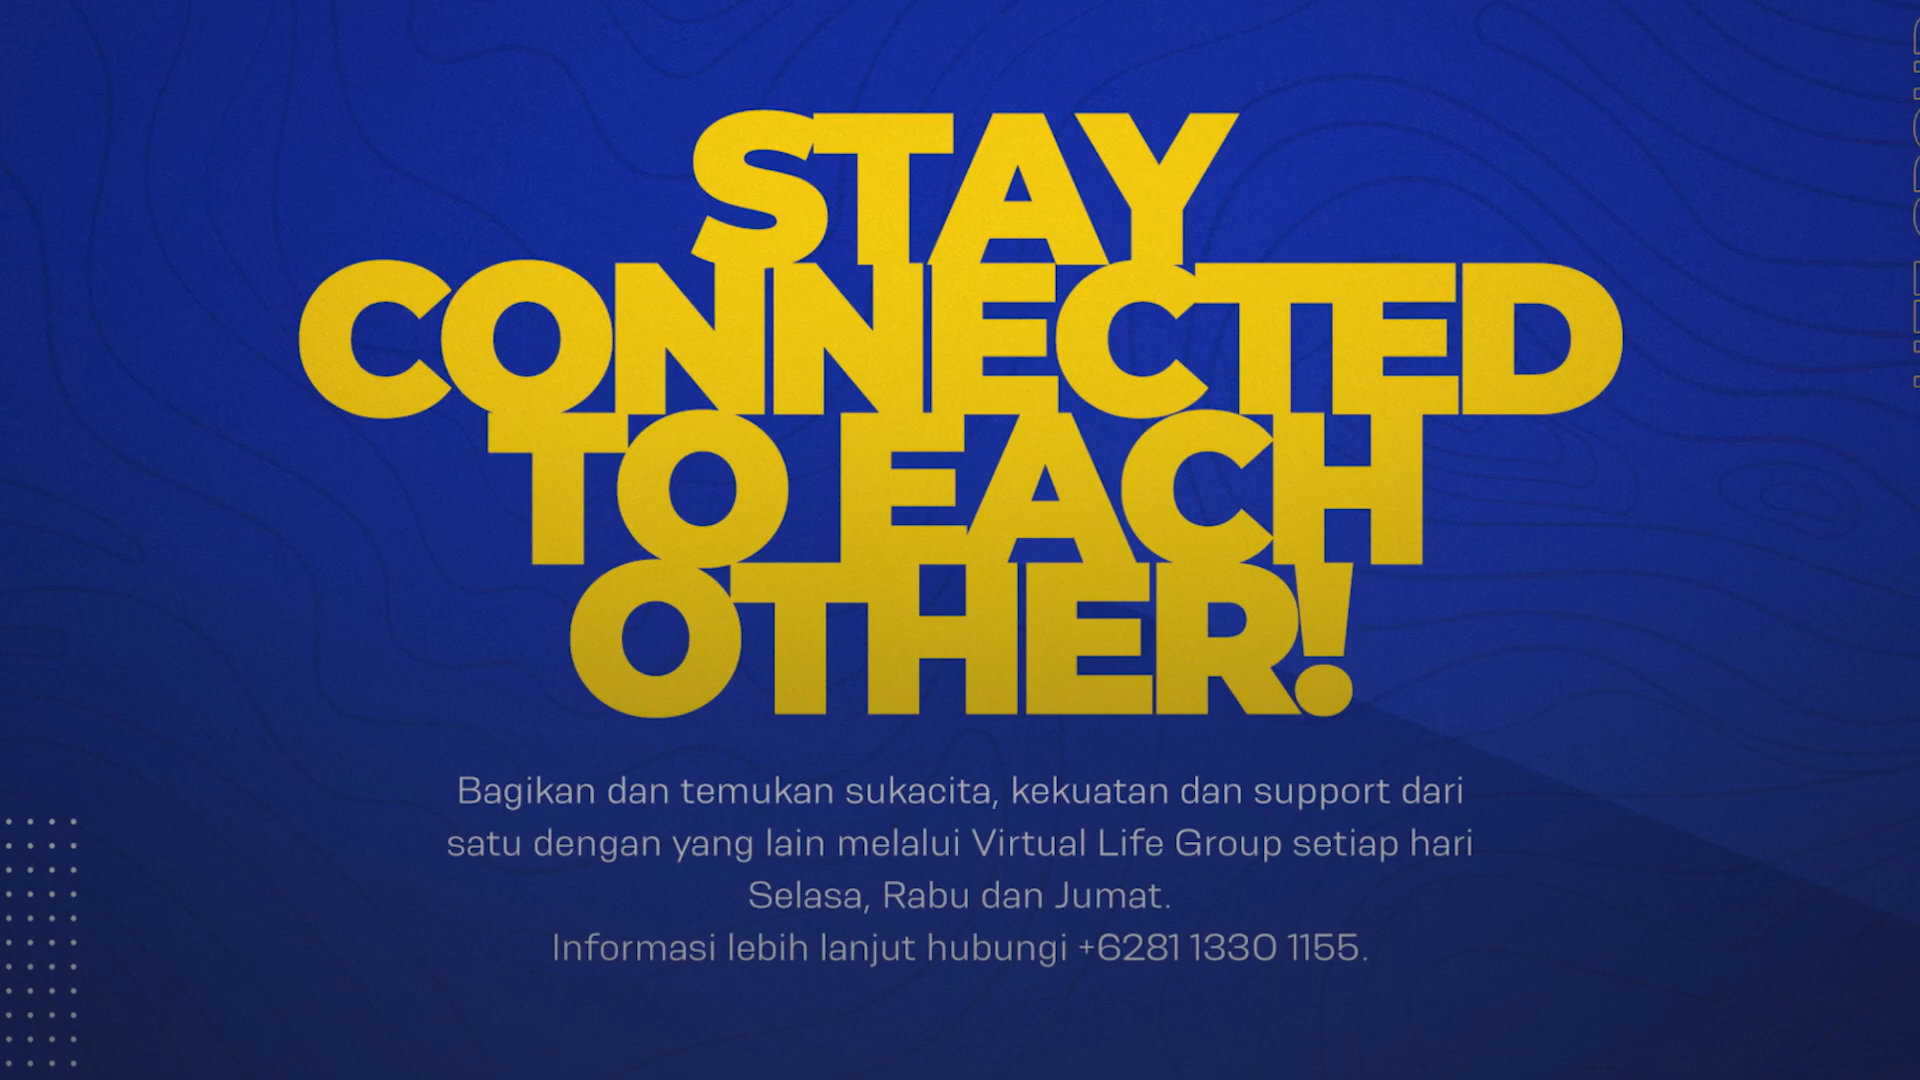 STAY
CONNECTED
TO EACH
OTHER!
Bagikan dan temukan sukacita, kekuatan dan support dari
satu dengan yang lain melalui Virtual Life Group setiap hari
Selasa, Rabu dan Jumat.
Informasi lebih lanjut hubungi +6281 1330 1155.